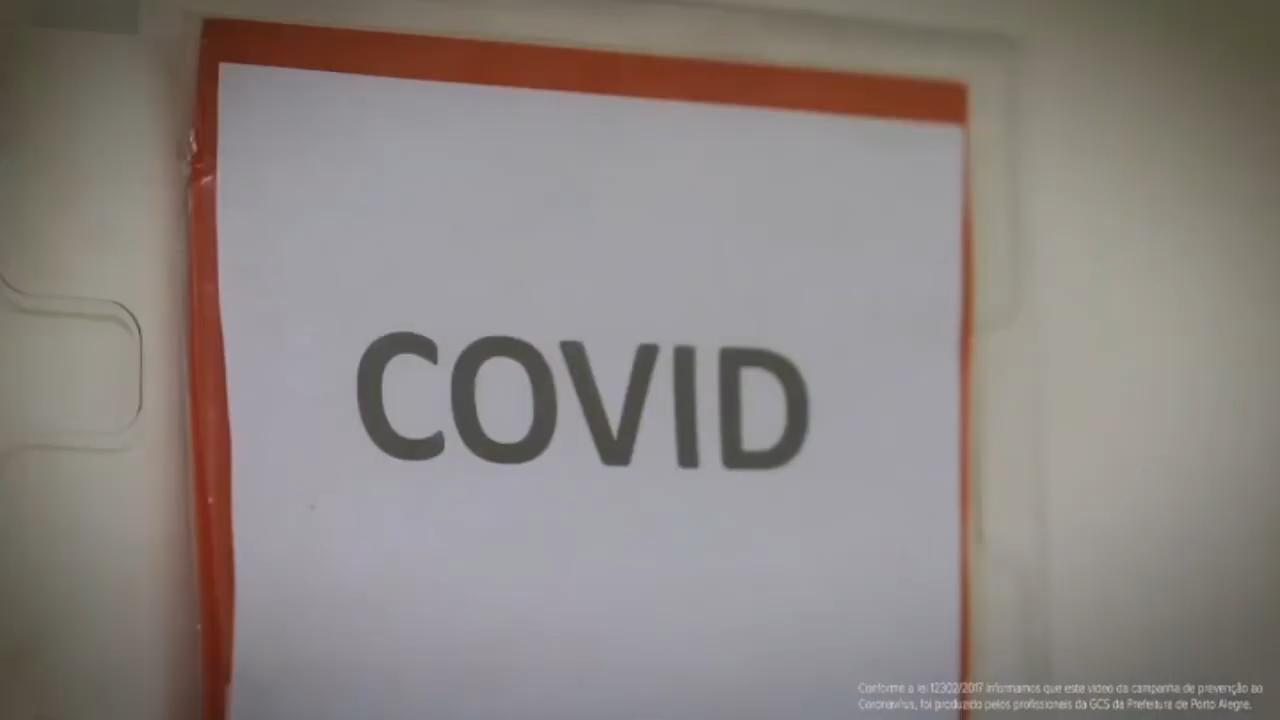 COVID
Conforme a lei 12302/2017 informamos que este vídeo da campanha de prevenção ao
Coronavírus, foi produzido pelos profissionais da GCS da Prefeitura de Porto Alegre.